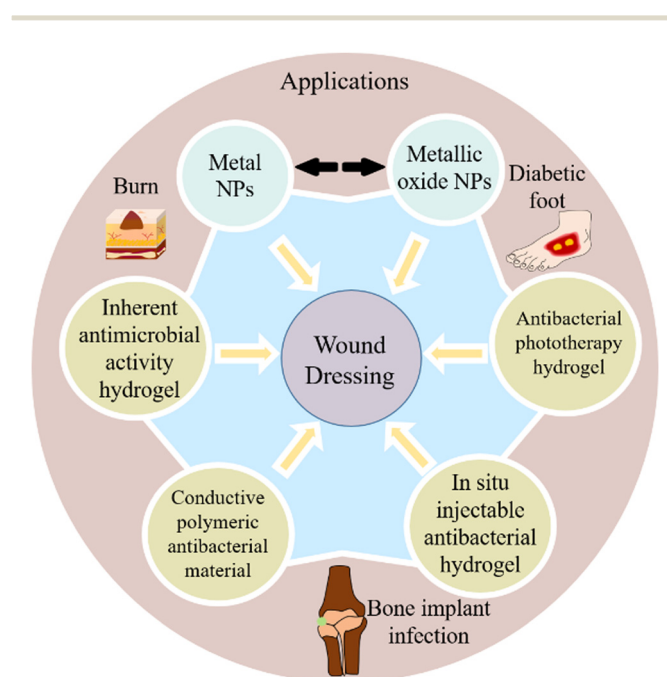 Applications
Metal
NPs
Metallic
oxide NPs
Burn
Diabetic
foot
Inherent
antimicrobial
activity
hydrogel
Wound
Dressing
Antibacterial
phototherapy
hydrogel
Conductive
polymeric
antibacterial
material
In situ
injectable
antibacterial
hydrogel
Bone implant
infection